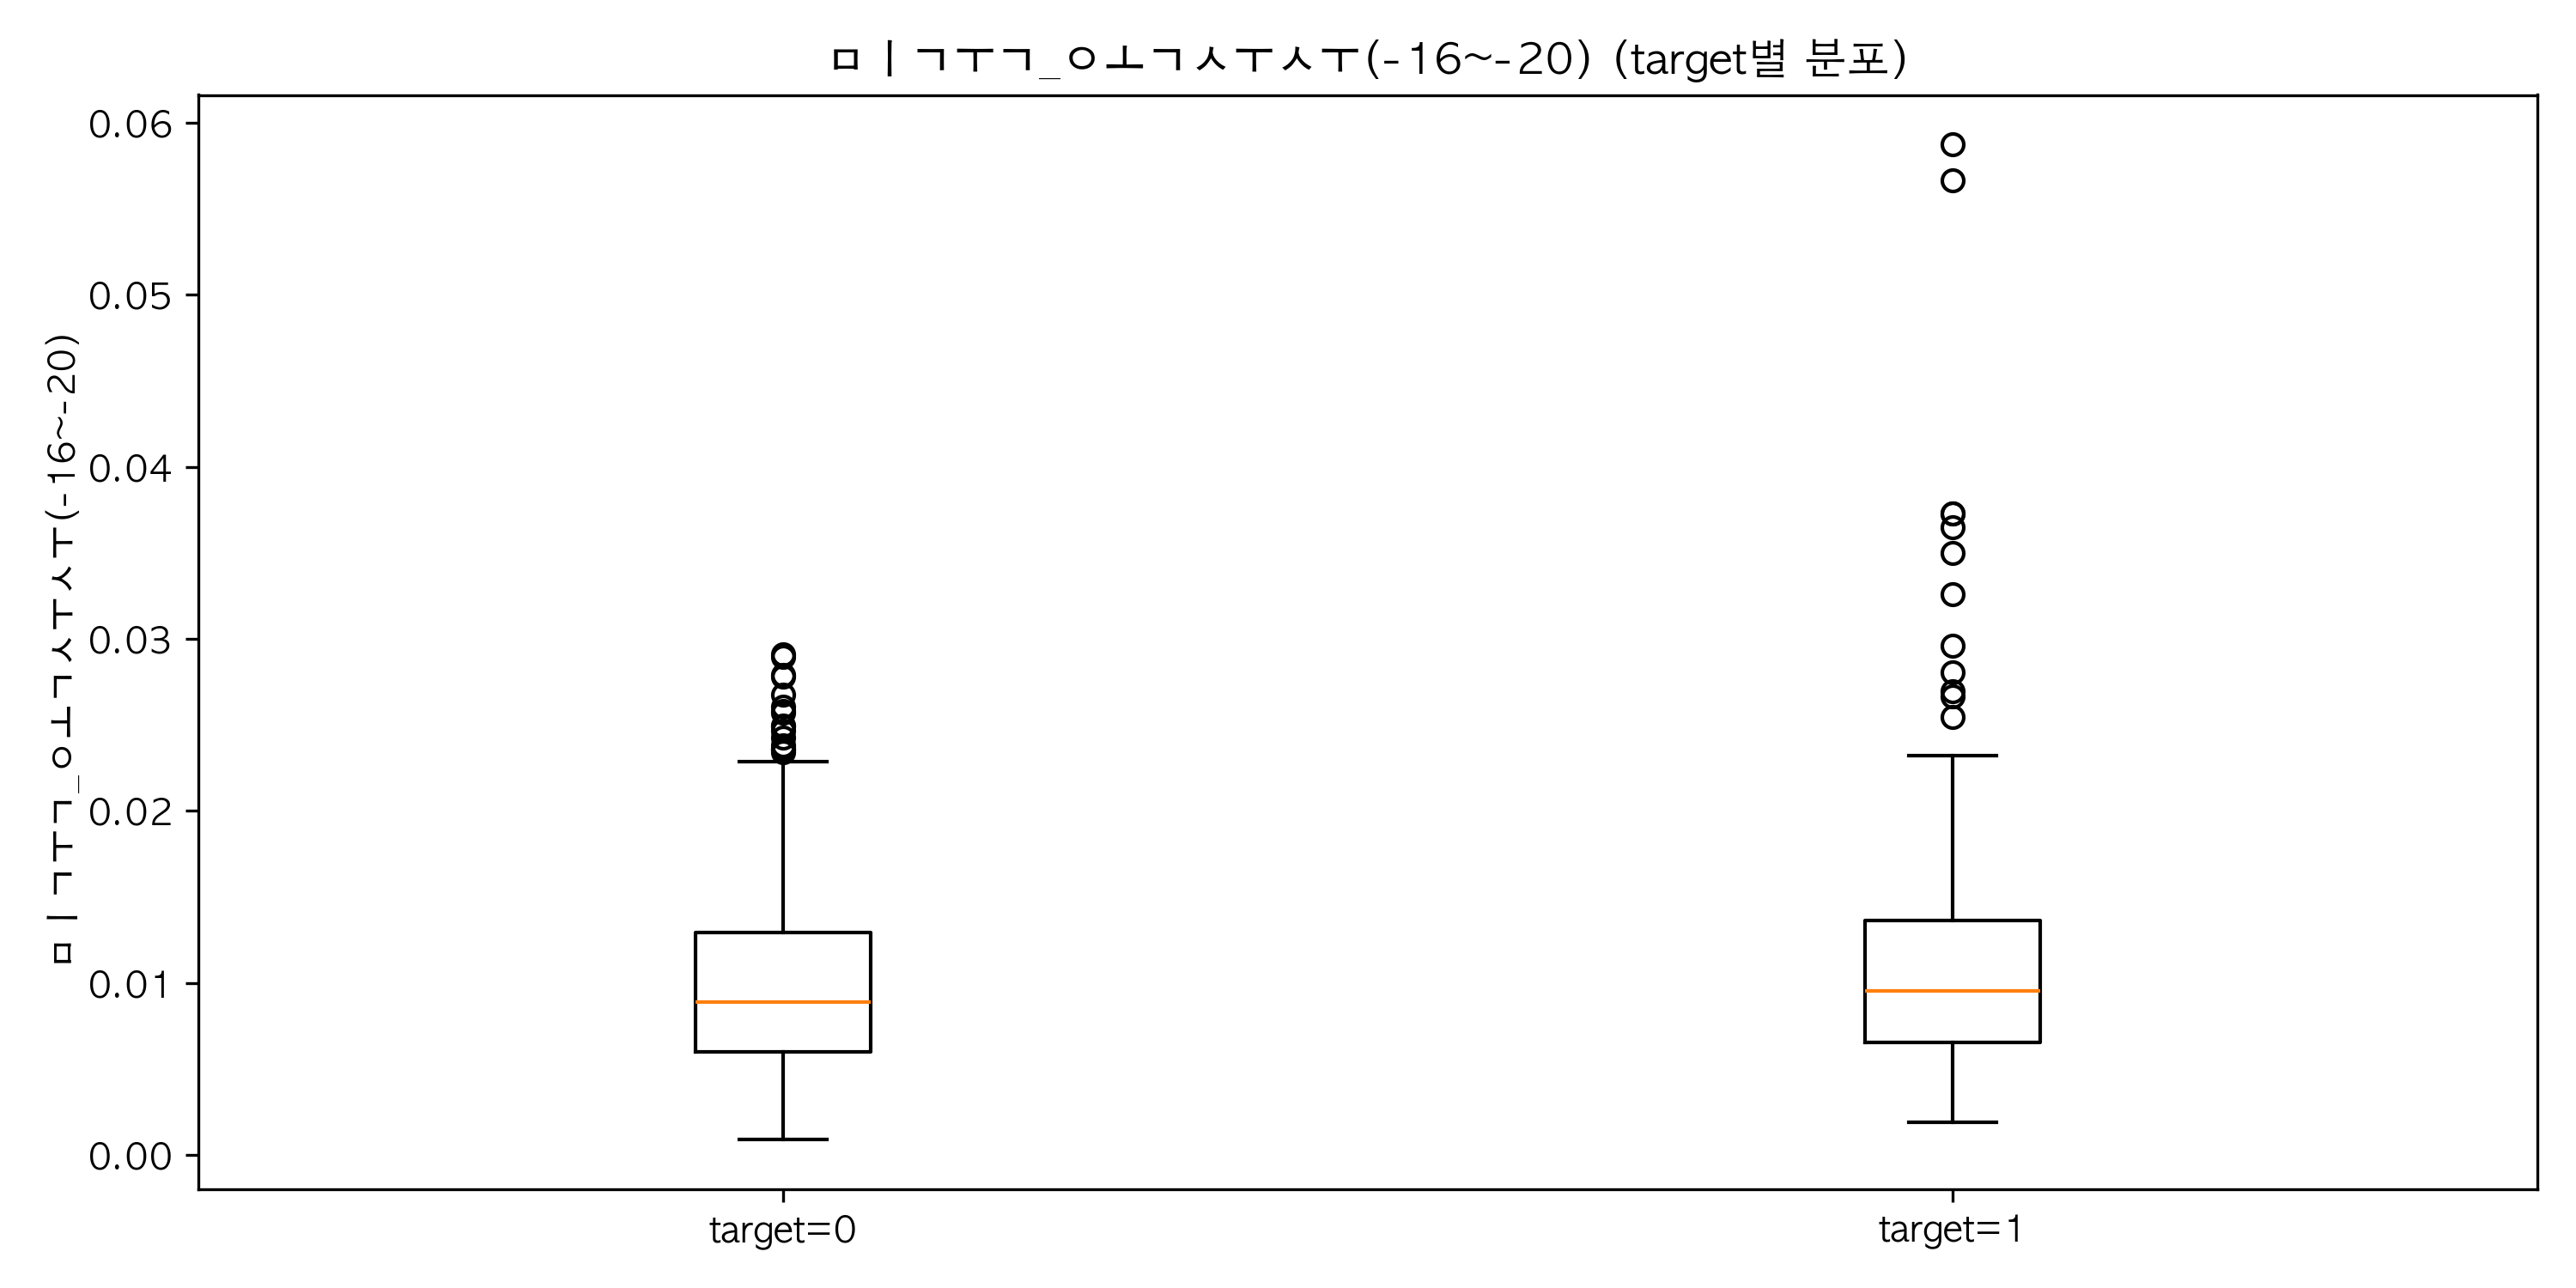 ㅁㅣㄱㅜㄱ_ㅇㅗㄱㅅㅜㅅㅜ(-16~-20) (target별 분포)
ㅁㅣㄱㅜㄱ_ㅇㅗㄱㅅㅜㅅㅜ(-16~-20)
0.06
0.05
0.04
0.03
0.02
0.01
0.00
target=0
target=1